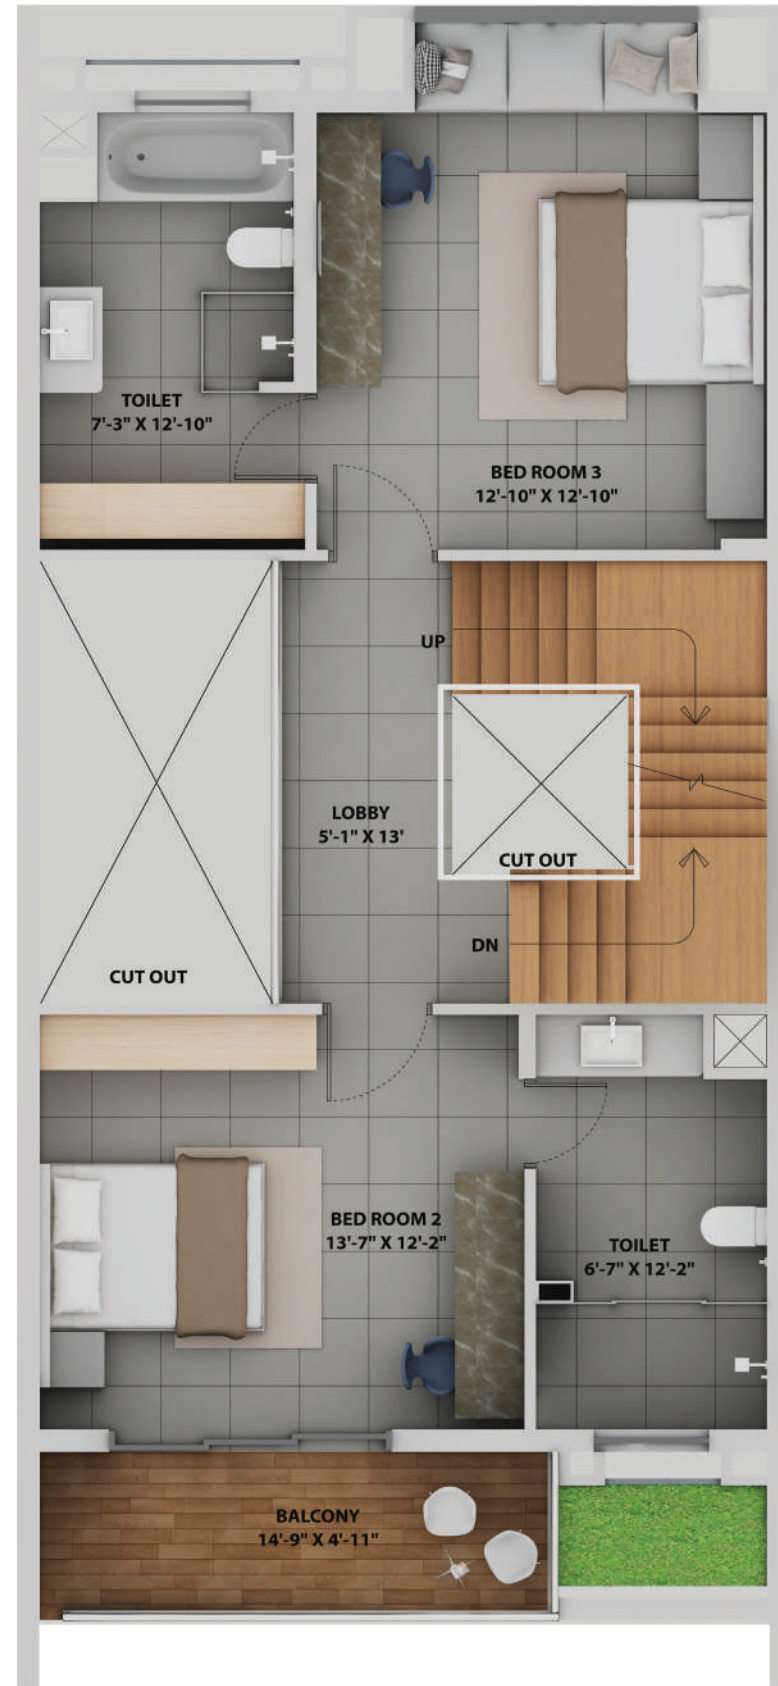 TOILET
7'-3" X 12'-10"
BED ROOM 3
12'-10" X 12'-10"
UP
LOBBY
5'-1" X 13'
CUT OUT
DN
CUT OUT
BED ROOM 2
13'-7" X 12'-2"
TOILET
6'-7" X 12'-2"
BALCONY
14'-9" X 4'-11"